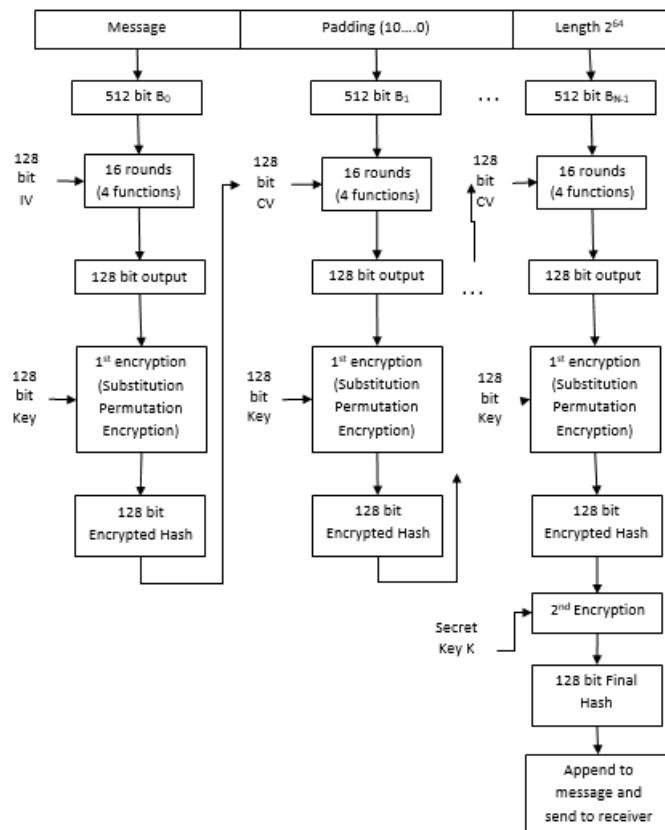 Message
Padding (10....0)
Length 2^64
512 bit B₀
512 bit B₁
...
512 bit B_N-1
128
bit
IV
16 rounds
(4 functions)
128
bit
CV
16 rounds
(4 functions)
128
bit
CV
16 rounds
(4 functions)
128 bit output
128 bit output
...
128 bit output
128
bit
Key
1st encryption
(Substitution
Permutation
Encryption)
128
bit
Key
1st encryption
(Substitution
Permutation
Encryption)
128
bit
Key
1st encryption
(Substitution
Permutation
Encryption)
128 bit
Encrypted Hash
128 bit
Encrypted Hash
128 bit
Encrypted Hash
Secret
Key K
2nd Encryption
128 bit Final
Hash
Append to
message and
send to receiver